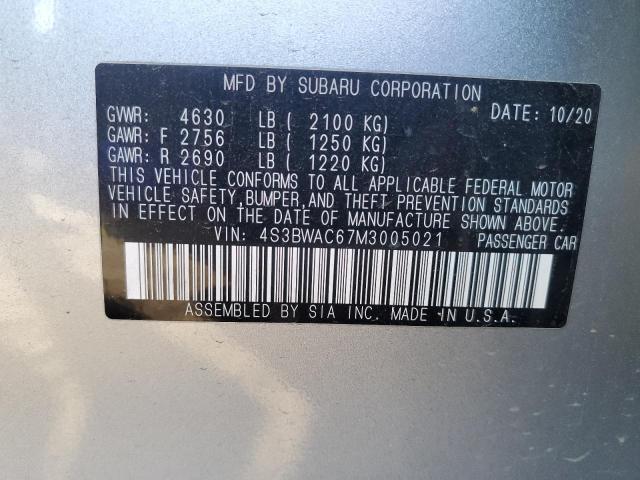 MFD BY SUBARU CORPORATION
GVWR: 4630 LB ( 2100 KG) DATE: 10/20
GAWR: F 2756 LB ( 1250 KG)
GAWR: R 2690 LB ( 1220 KG)
THIS VEHICLE CONFORMS TO ALL APPLICABLE FEDERAL MOTOR
VEHICLE SAFETY, BUMPER, AND THEFT PREVENTION STANDARDS
IN EFFECT ON THE DATE OF MANUFACTURE SHOWN ABOVE.
VIN: 4S3BWAC67M3005021 PASSENGER CAR
ASSEMBLED BY SIA INC. MADE IN U.S.A.